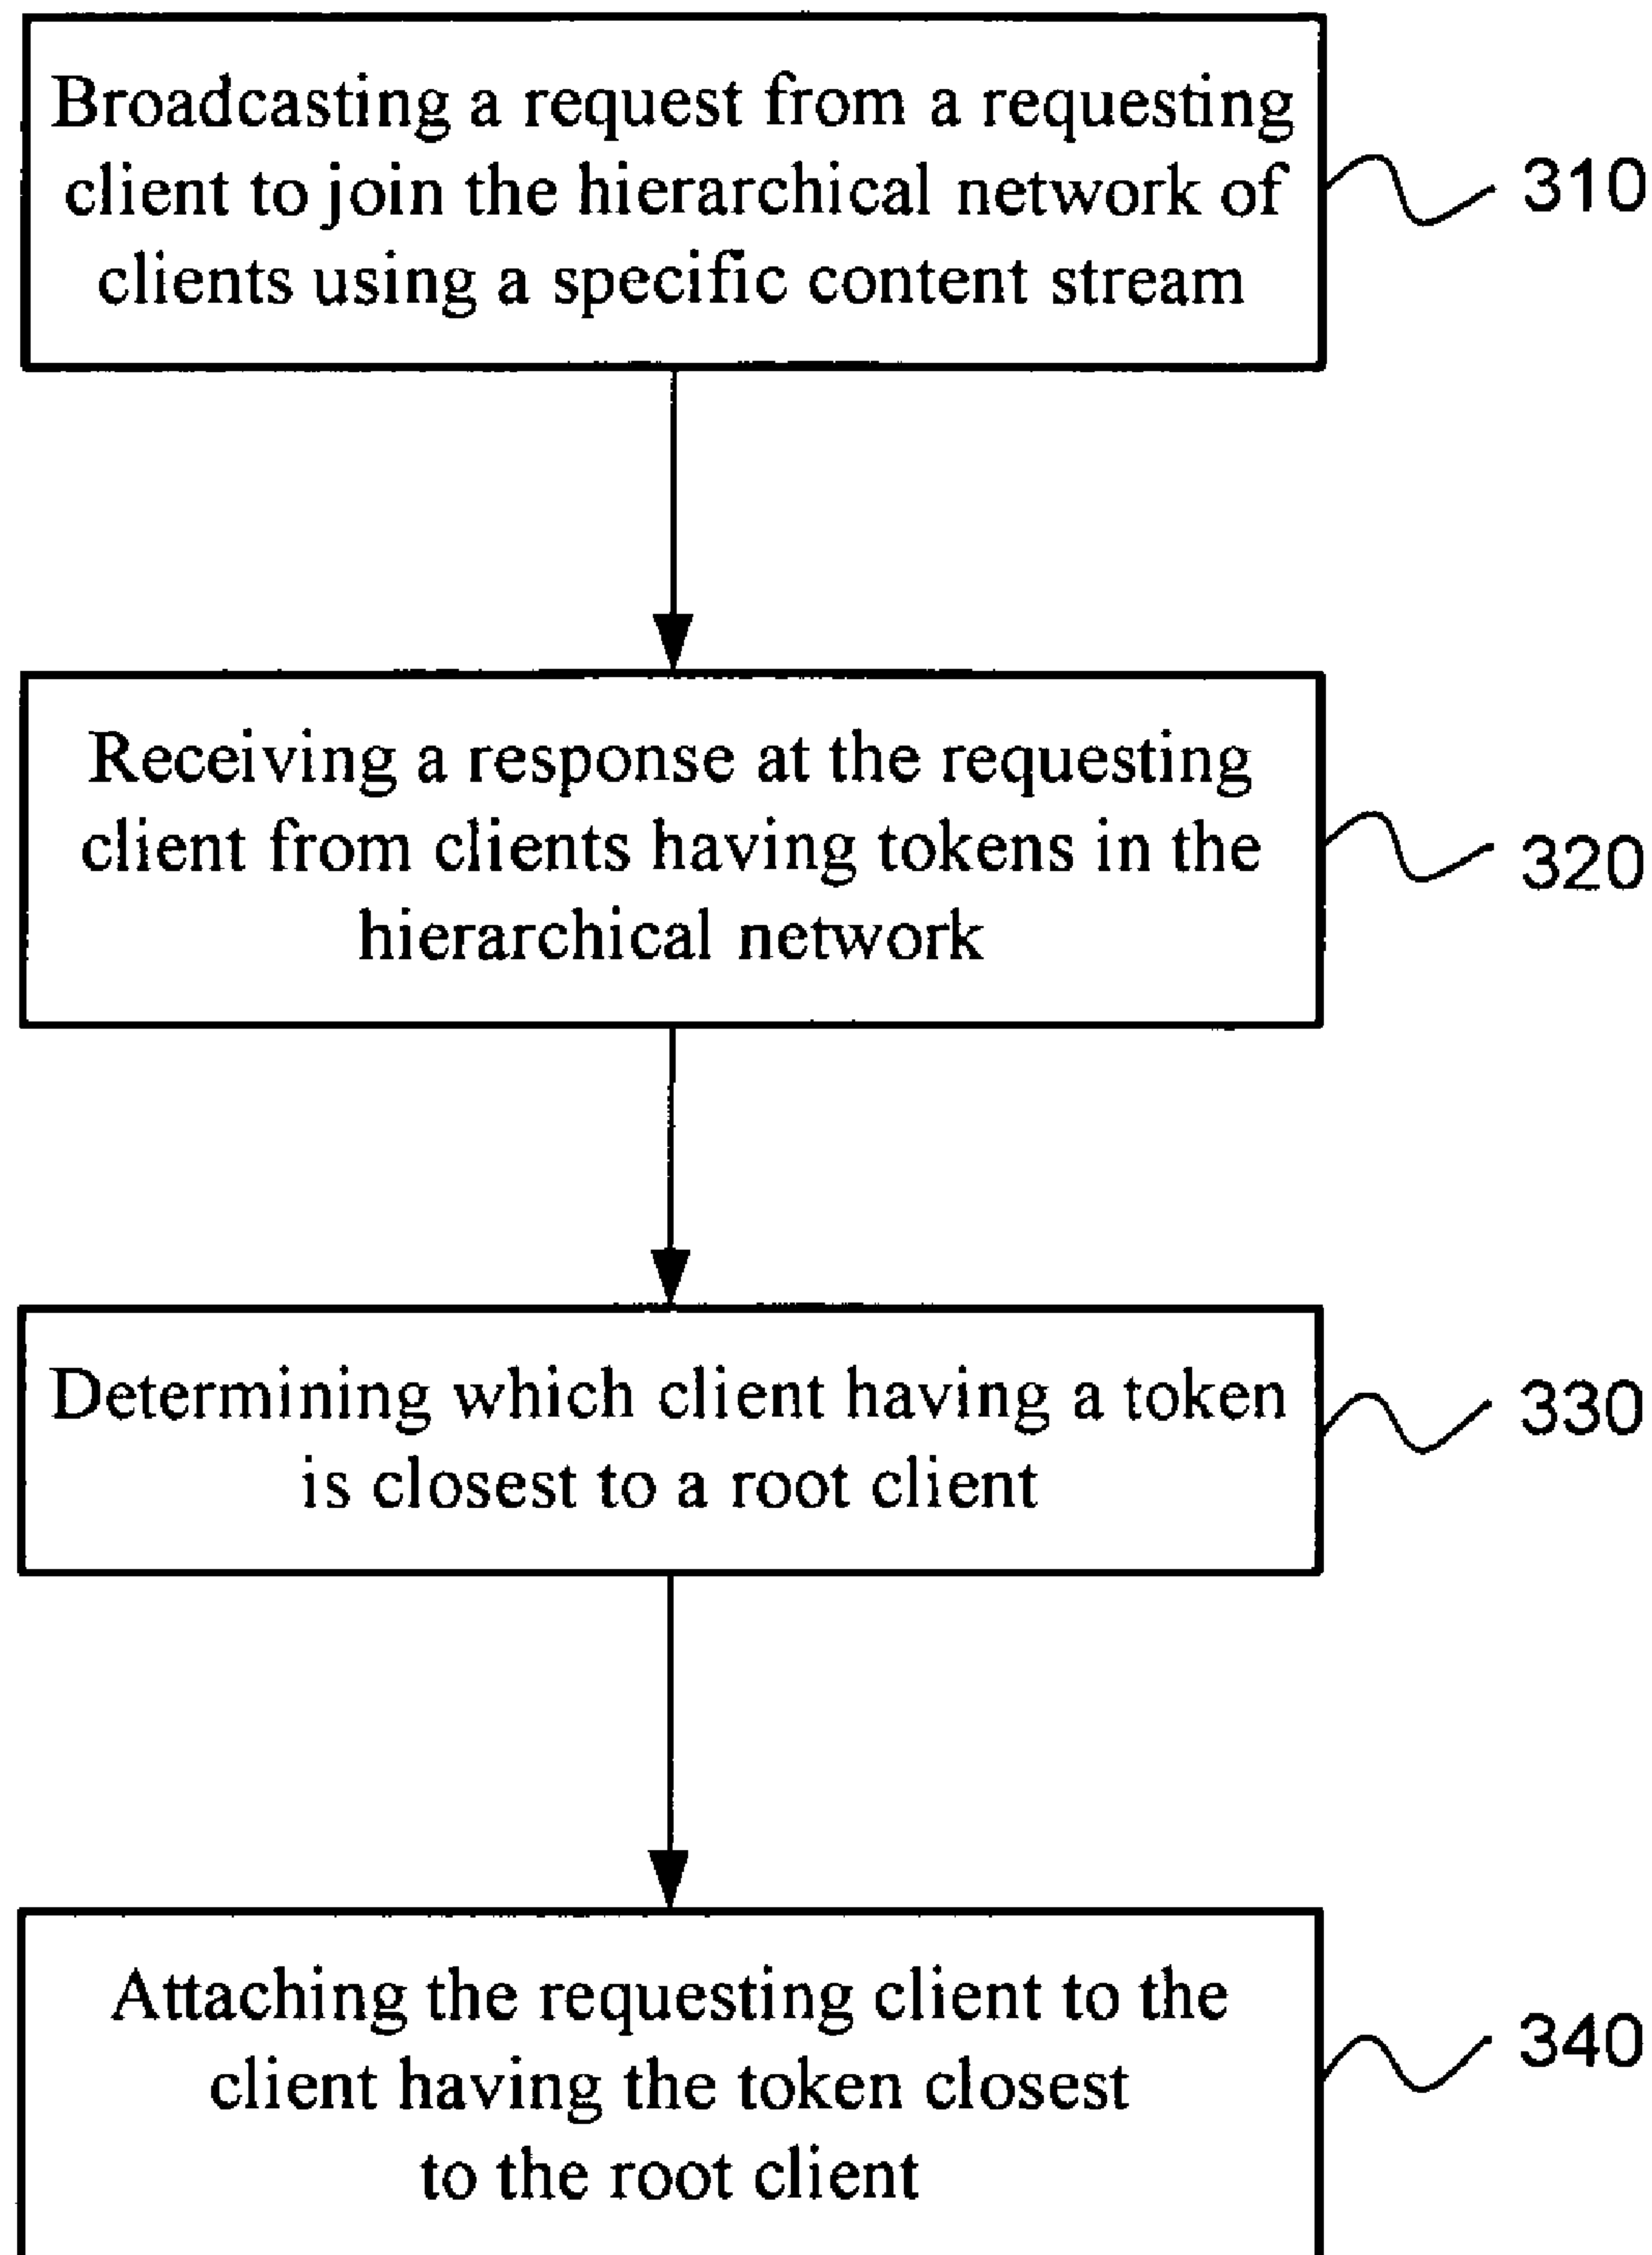 Broadcasting a request from a requesting
client to join the hierarchical network of
clients using a specific content stream
310
Receiving a response at the requesting
client from clients having tokens in the
hierarchical network
320
Determining which client having a token
is closest to a root client
330
Attaching the requesting client to the
client having the token closest
to the root client
340